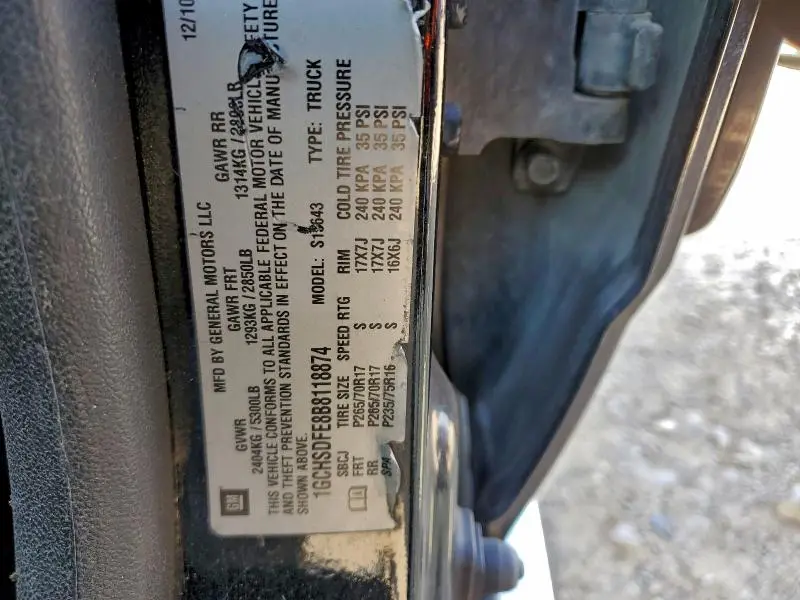 MFD BY GENERAL MOTORS LLC 12/10
GVWR GAWR FRT GAWR RR
2404KG / 5300LB 1293KG / 2850LB 1314KG /
THIS VEHICLE CONFORMS TO ALL APPLICABLE FEDERAL MOTOR VEHICLE
AND THEFT PREVENTION STANDARDS IN EFFECT ON THE DATE OF
SHOWN ABOVE.
1GCHSDFE8B8118874 MODEL: TYPE: TRUCK
SBCJ TIRE SIZE SPEED RTG RIM COLD TIRE PRESSURE
FRT P265/70R17 S 17X7J 240 KPA 35 PSI
RR P265/70R17 S 17X7J 240 KPA 35 PSI
SPA P235/75R16 S 16X6J 240 KPA 35 PSI
GM